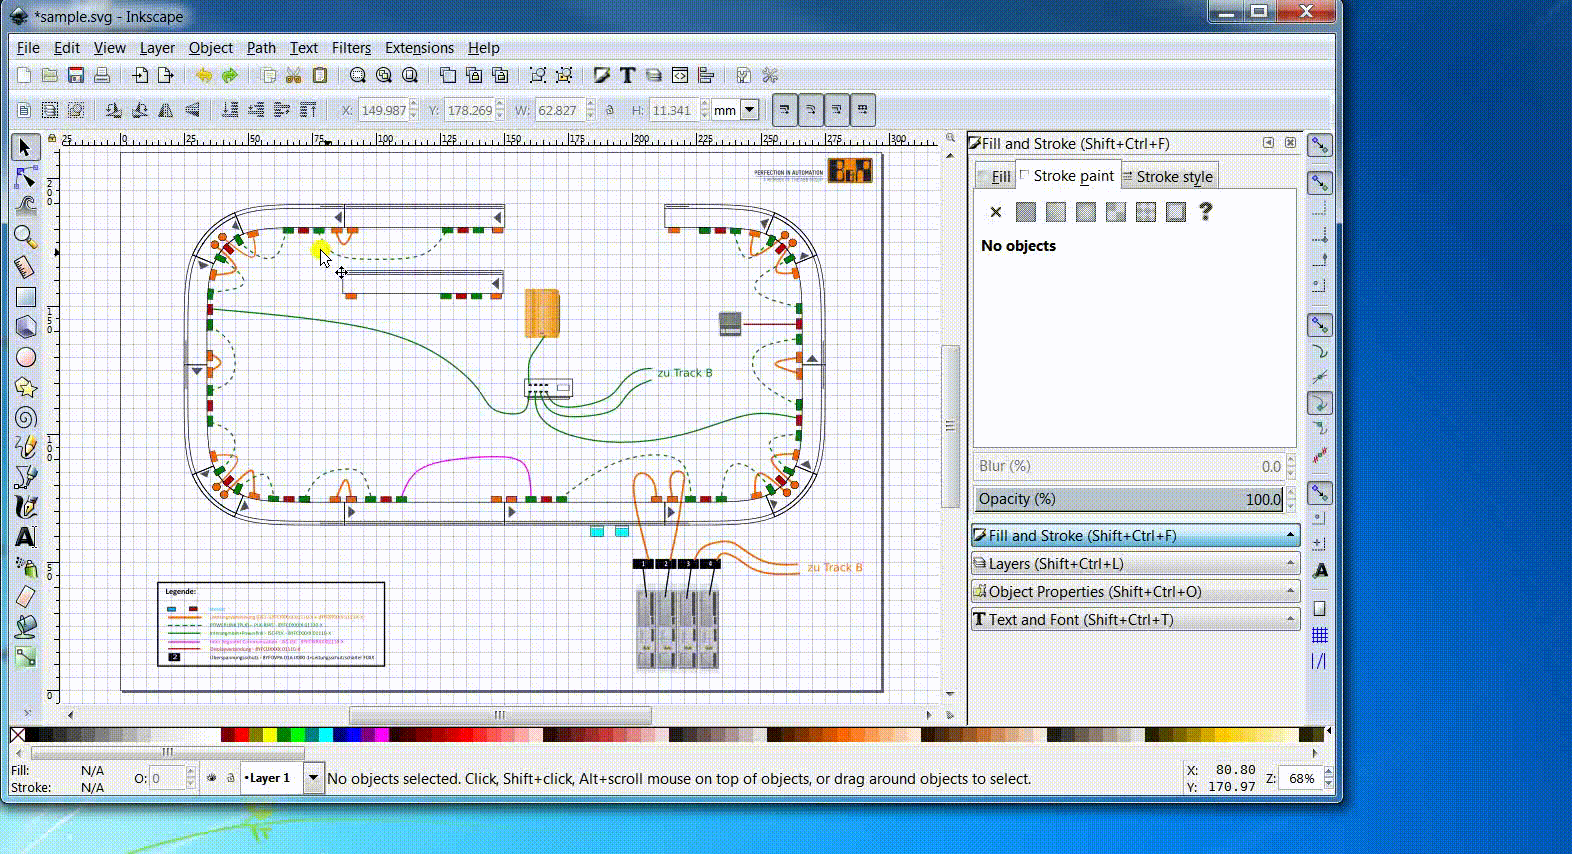 *sample.svg - Inkscape
File Edit View Layer Object Path Text Filters Extensions Help
X: 149.987 Y: 178.269 W: 62.827 H: 11.341 mm
25 0 25 50 75 100 125 150 175 200 225 250 275 300
Fill and Stroke (Shift+Ctrl+F)
Fill Stroke paint Stroke style
No objects
PERFECTION IN AUTOMATION
zu Track B
1 2 3 4
zu Track B
Legende:
Blur (%) 0.0
Opacity (%) 100.0
Fill and Stroke (Shift+Ctrl+F)
Layers (Shift+Ctrl+L)
Object Properties (Shift+Ctrl+O)
Text and Font (Shift+Ctrl+T)
Fill: N/A
Stroke: N/A
O: 0
•Layer 1
No objects selected. Click, Shift+click, Alt+scroll mouse on top of objects, or drag around objects to select.
X: 80.80
Y: 170.97
Z: 68%